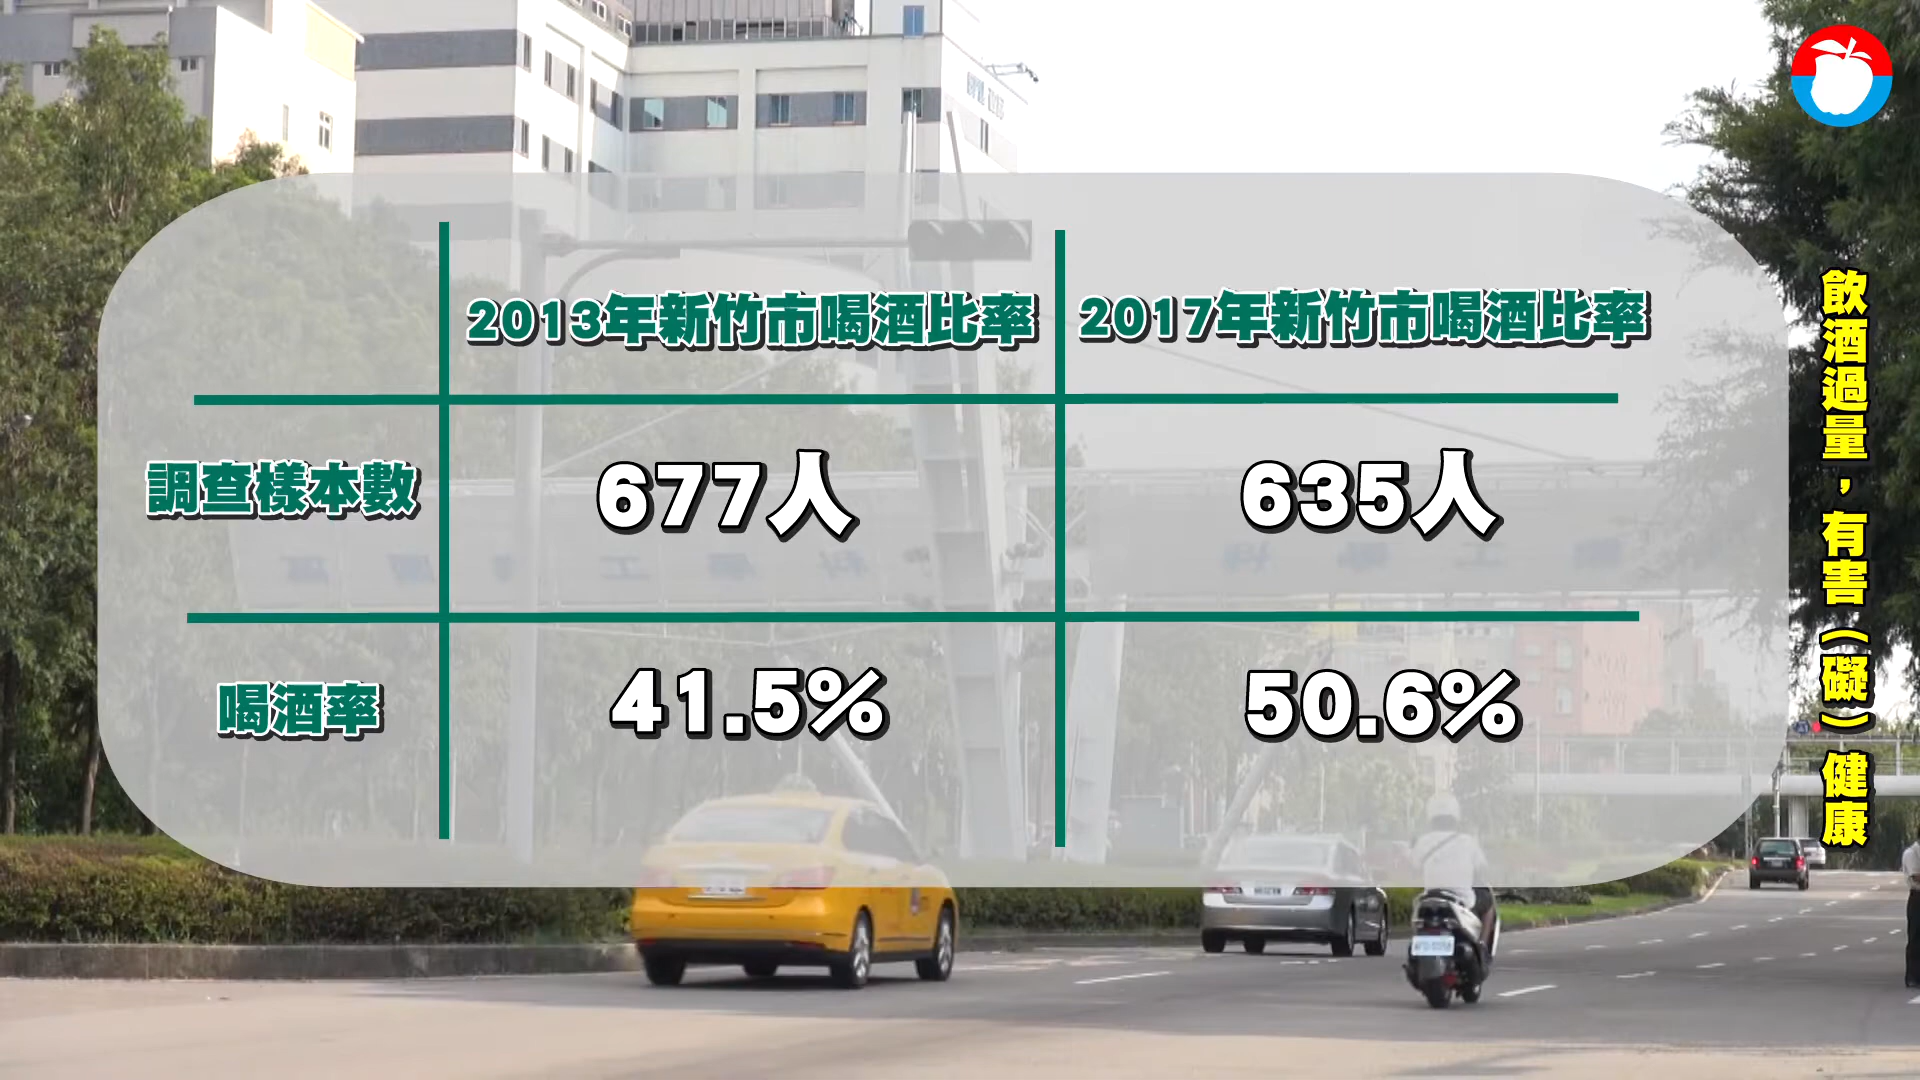 2013年新竹市喝酒比率
2017年新竹市喝酒比率
調查樣本數
677人
635人
喝酒率
41.5%
50.6%
飲酒過量，有害（礙）健康